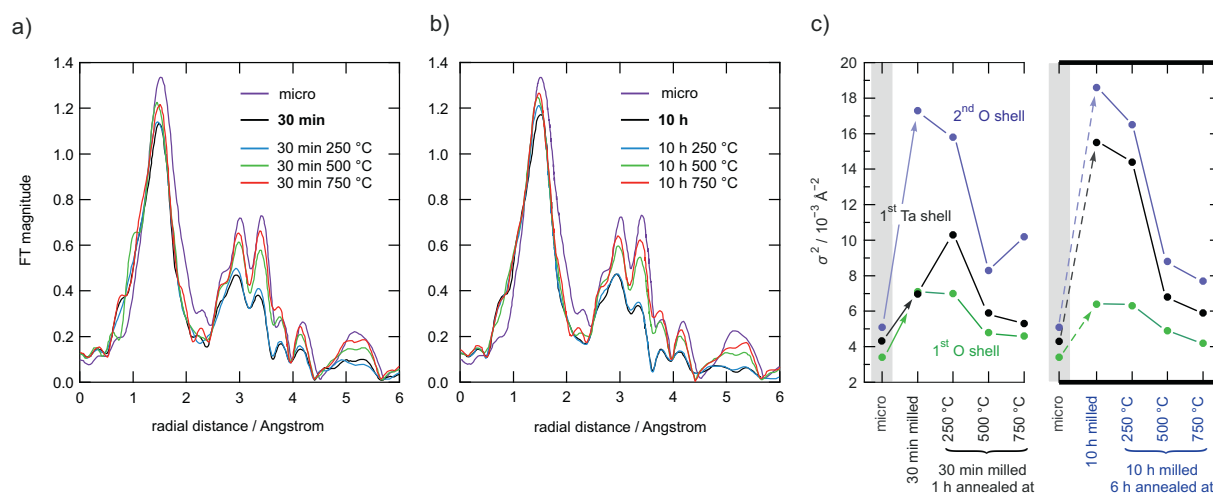 a)
1.4
1.2
1.0
0.8
0.6
0.4
0.2
0.0
FT magnitude
micro
30 min
30 min 250 °C
30 min 500 °C
30 min 750 °C
0 1 2 3 4 5 6
radial distance / Angstrom
b)
1.4
1.2
1.0
0.8
0.6
0.4
0.2
0.0
micro
10 h
10 h 250 °C
10 h 500 °C
10 h 750 °C
0 1 2 3 4 5 6
radial distance / Angstrom
c)
20
18
16
14
12
10
8
6
4
2
σ² / 10⁻³ Å⁻²
2nd O shell
1st Ta shell
1st O shell
micro
30 min milled
250 °C
500 °C
750 °C
30 min milled
1 h annealed at
micro
10 h milled
250 °C
500 °C
750 °C
10 h milled
6 h annealed at